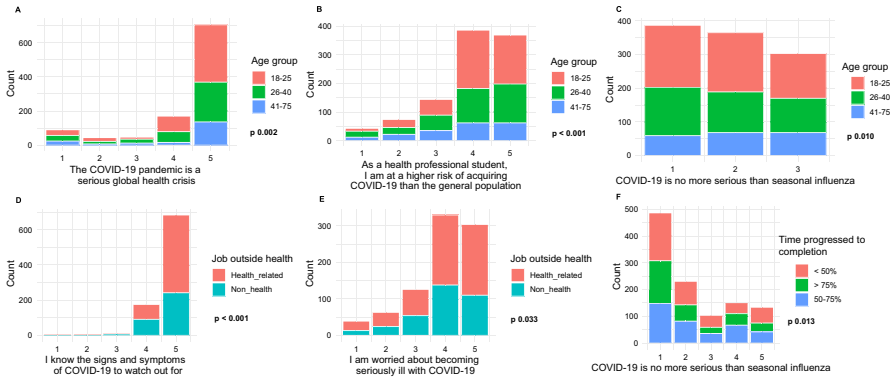 A
Count
600
400
200
0
1 2 3 4 5
The COVID-19 pandemic is a
serious global health crisis
Age group
18-25
26-40
41-75
p 0.002
B
Count
400
300
200
100
0
1 2 3 4 5
As a health professional student,
I am at a higher risk of acquiring
COVID-19 than the general population
Age group
18-25
26-40
41-75
p < 0.001
C
Count
400
300
200
100
0
1 2 3
COVID-19 is no more serious than seasonal influenza
Age group
18-25
26-40
41-75
p 0.010
D
Count
600
400
200
0
1 2 3 4 5
I know the signs and symptoms
of COVID-19 to watch out for
Job outside health
Health_related
Non_health
p < 0.001
E
Count
300
200
100
0
1 2 3 4 5
I am worried about becoming
seriously ill with COVID-19
Job outside health
Health_related
Non_health
p 0.033
F
Count
500
400
300
200
100
0
1 2 3 4 5
COVID-19 is no more serious than seasonal influenza
Time progressed to
completion
< 50%
> 75%
50-75%
p 0.013